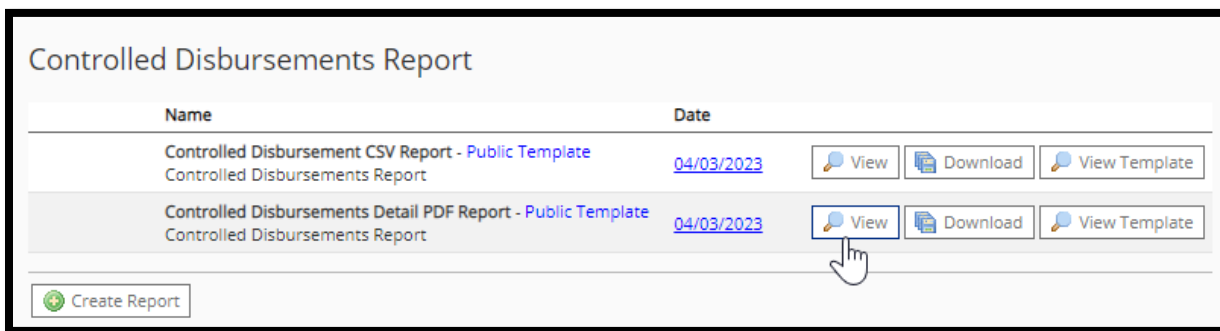 Controlled Disbursements Report
Name Date
Controlled Disbursement CSV Report - Public Template
Controlled Disbursements Report
04/03/2023 View Download View Template
Controlled Disbursements Detail PDF Report - Public Template
Controlled Disbursements Report
04/03/2023 View Download View Template
Create Report